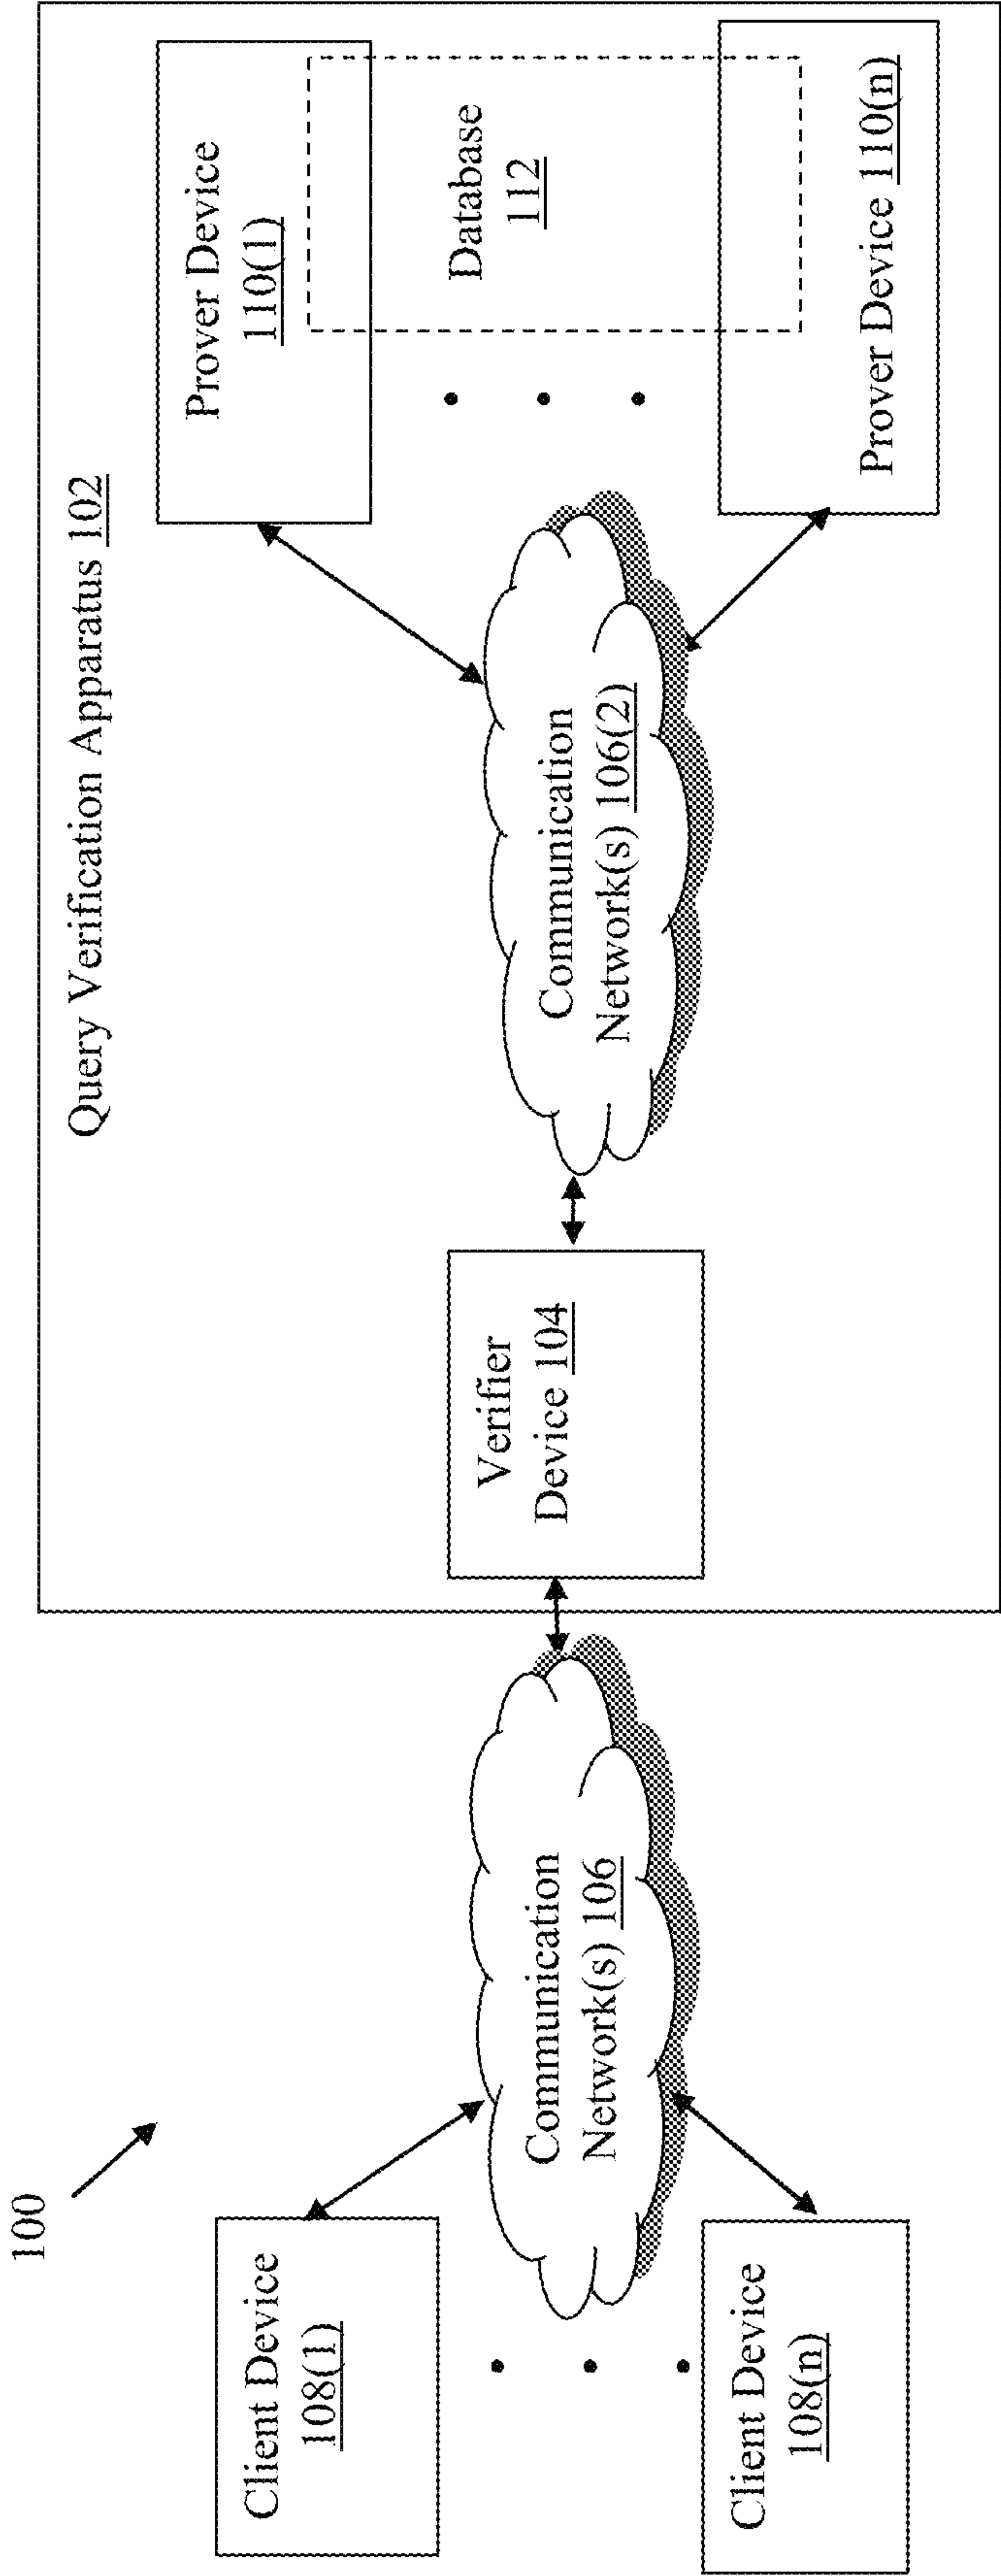 100
Query Verification Apparatus 102
Client Device
108(1)
Client Device
108(n)
Communication
Network(s) 106
Verifier
Device 104
Communication
Network(s) 106(2)
Prover Device
110(1)
Database
112
Prover Device 110(n)